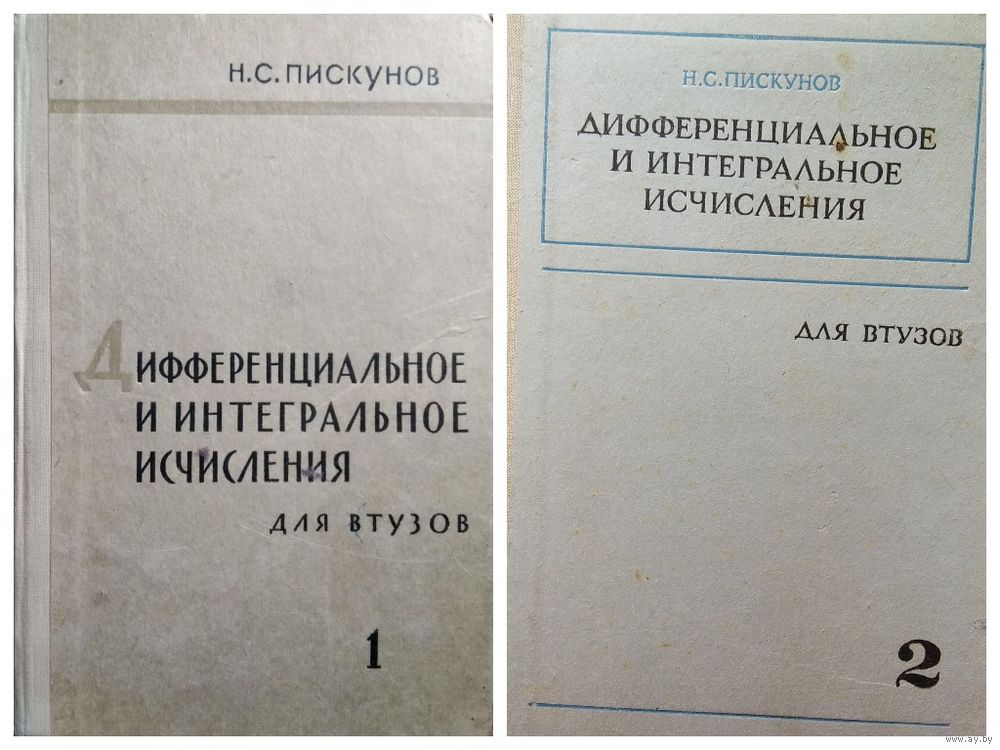 Н.С.ПИСКУНОВ
ДИФФЕРЕНЦИАЛЬНОЕ
И ИНТЕГРАЛЬНОЕ
ИСЧИСЛЕНИЯ
ДЛЯ ВТУЗОВ
1
Н.С.ПИСКУНОВ
ДИФФЕРЕНЦИАЛЬНОЕ
И ИНТЕГРАЛЬНОЕ
ИСЧИСЛЕНИЯ
ДЛЯ ВТУЗОВ
2
www.ay.by